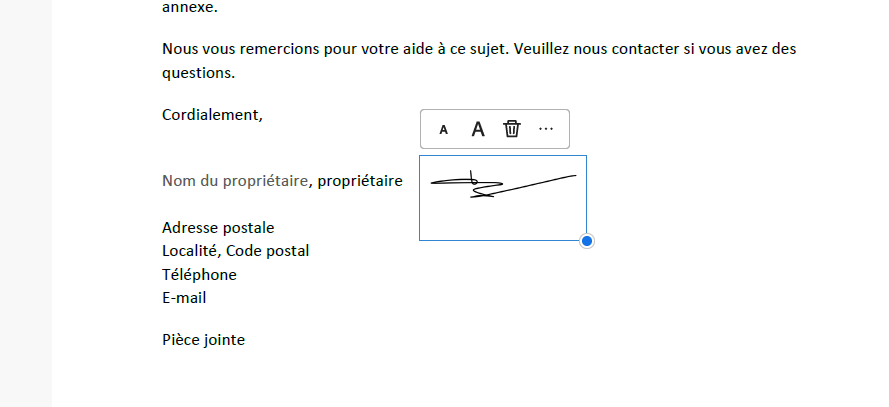 annexe.
Nous vous remercions pour votre aide à ce sujet. Veuillez nous contacter si vous avez des
questions.
Cordialement,
A A ...
Nom du propriétaire, propriétaire
Adresse postale
Localité, Code postal
Téléphone
E-mail
Pièce jointe